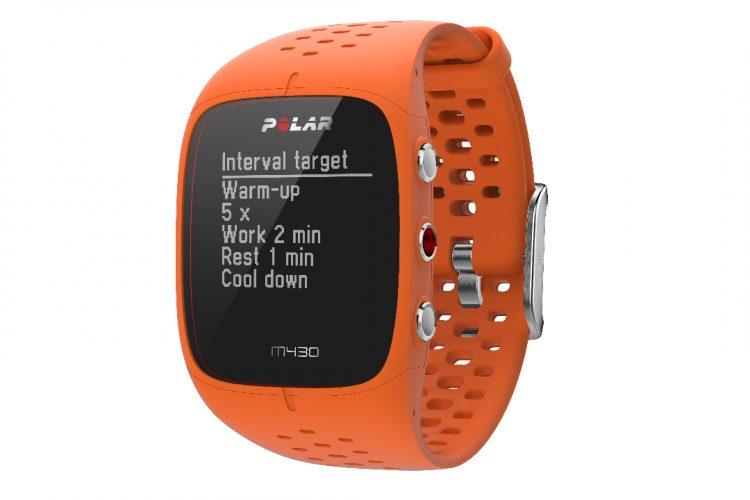 POLAR
Interval target
Warm-up
5 x
Work 2 min
Rest 1 min
Cool down
M430